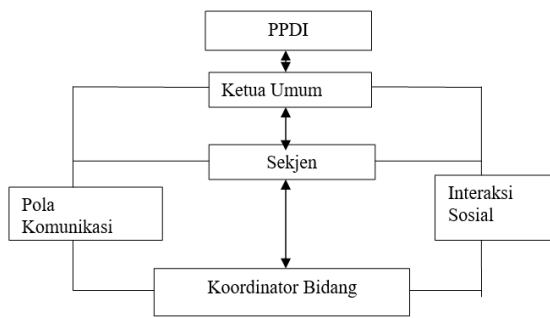 PPDI
Ketua Umum
Sekjen
Pola
Komunikasi
Interaksi
Sosial
Koordinator Bidang